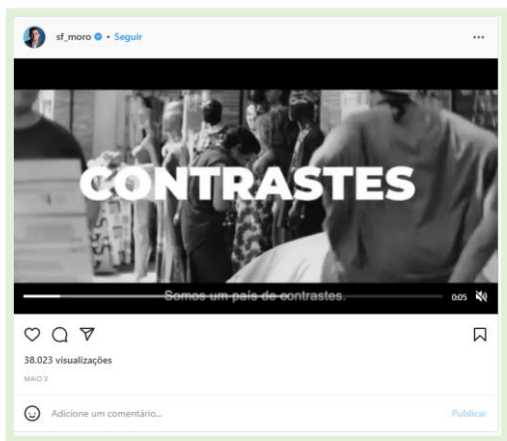 sf_moro • Seguir
CONTRASTES
Somos um país de contrastes.
0:05
38.023 visualizações
MAIO 3
Adicione um comentário...
Publicar